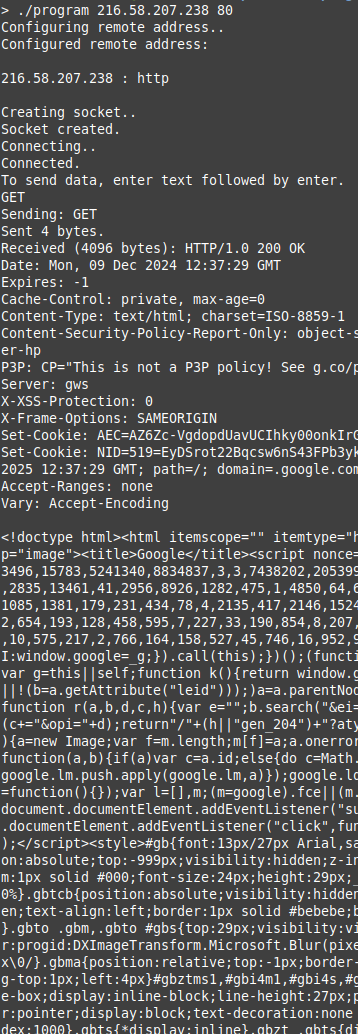 > ./program 216.58.207.238 80
Configuring remote address..
Configured remote address:
216.58.207.238 : http
Creating socket..
Socket created.
Connecting..
Connected.
To send data, enter text followed by enter.
GET
Sending: GET
Sent 4 bytes.
Received (4096 bytes): HTTP/1.0 200 OK
Date: Mon, 09 Dec 2024 12:37:29 GMT
Expires: -1
Cache-Control: private, max-age=0
Content-Type: text/html; charset=ISO-8859-1
Content-Security-Policy-Report-Only: object-s
er-hp
P3P: CP="This is not a P3P policy! See g.co/p
Server: gws
X-XSS-Protection: 0
X-Frame-Options: SAMEORIGIN
Set-Cookie: AEC=AZ6Zc-VgdopdUavUCIhky00onkIrG
Set-Cookie: NID=519=EyDSrot22Bqcsw6nS43FPb3yk
2025 12:37:29 GMT; path=/; domain=.google.com
Accept-Ranges: none
Vary: Accept-Encoding
<!doctype html><html itemscope="" itemtype="h
p="image"><title>Google</title><script nonce=
3496,15783,5241340,8834837,3,3,7438202,205399
,2835,13461,41,2956,8926,1282,475,1,4850,64,6
1085,1381,179,231,434,78,4,2135,417,2146,1524
2,654,193,128,458,595,7,227,33,190,854,8,207,
,10,575,217,2,766,164,158,527,45,746,16,952,9
I:window.google=_g;}).call(this);})();(functi
var g=this||self;function k(){return window.g
||!(b=a.getAttribute("leid")));)a=a.parentNod
function r(a,b,d,c,h){var e="";b.search("&ei=
(c+="&opi="+d);return"/"+(h||"gen_204")+"?aty
){a=new Image;var f=m.length;m[f]=a;a.onerror
function(a,b){if(a)var c=a.id;else{do c=Math.
google.lm.push.apply(google.lm,a)});google.lo
=function(){});var l=[],m;(m=google).fce||(m.
document.documentElement.addEventListener("su
.documentElement.addEventListener("click",fun
);</script><style>#gb{font:13px/27px Arial,sa
on:absolute;top:-999px;visibility:hidden;z-in
m:1px solid #000;font-size:24px;height:29px;_
0%}.gbtcb{position:absolute;visibility:hidden
en;text-align:left;border:1px solid #bebebe;b
}.gbto .gbm,.gbto #gbs{top:29px;visibility:vi
r:progid:DXImageTransform.Microsoft.Blur(pixe
x\0/}.gbma{position:relative;top:-1px;border-
g-top:1px;left:4px}#gbztms1,#gbi4m1,#gbi4s,#g
e-box;display:inline-block;line-height:27px;p
r:pointer;display:block;text-decoration:none
dex:1000}.gbts{*display:inline}.gbzt .gbts{di